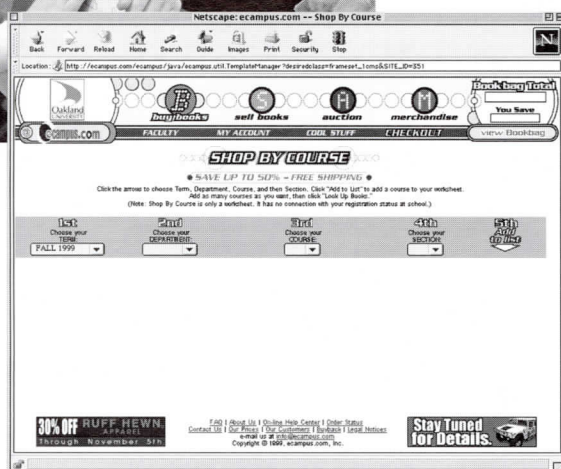 Netscape: ecampus.com -- Shop By Course
Back Forward Reload Home Search Guide Images Print Security Stop
N
Location: http://ecampus.com/ecampus/java/ecampus.util.TemplateManager?desiredclass=frameset_1oms&SITE_ID=351
Oakland
UNIVERSITY
B S A M
buy books sell books auction merchandise
Bookbag Total
You Save
ecampus.com
FACULTY MY ACCOUNT COOL STUFF CHECKOUT
view Bookbag
SHOP BY COURSE
SAVE UP TO 50% - FREE SHIPPING
Click the arrows to choose Term, Department, Course, and then Section. Click "Add to List" to add a course to your worksheet.
Add as many courses as you want, then click "Look Up Books."
(Note: Shop By Course is only a worksheet. It has no connection with your registration status at school.)
1st 2nd 3rd 4th 5th
Choose your TERM: Choose your DEPARTMENT: Choose your COURSE: Choose your SECTION: Add to list
FALL 1999
30% OFF RUFF HEWN
APPAREL
Through November 5th
FAQ | About Us | On-line Help Center | Order Status
Contact Us | Our Prices | Our Customers | Buyback | Legal Notices
e-mail us at info@ecampus.com
Copyright © 1999, ecampus.com, Inc.
Stay Tuned
for Details.